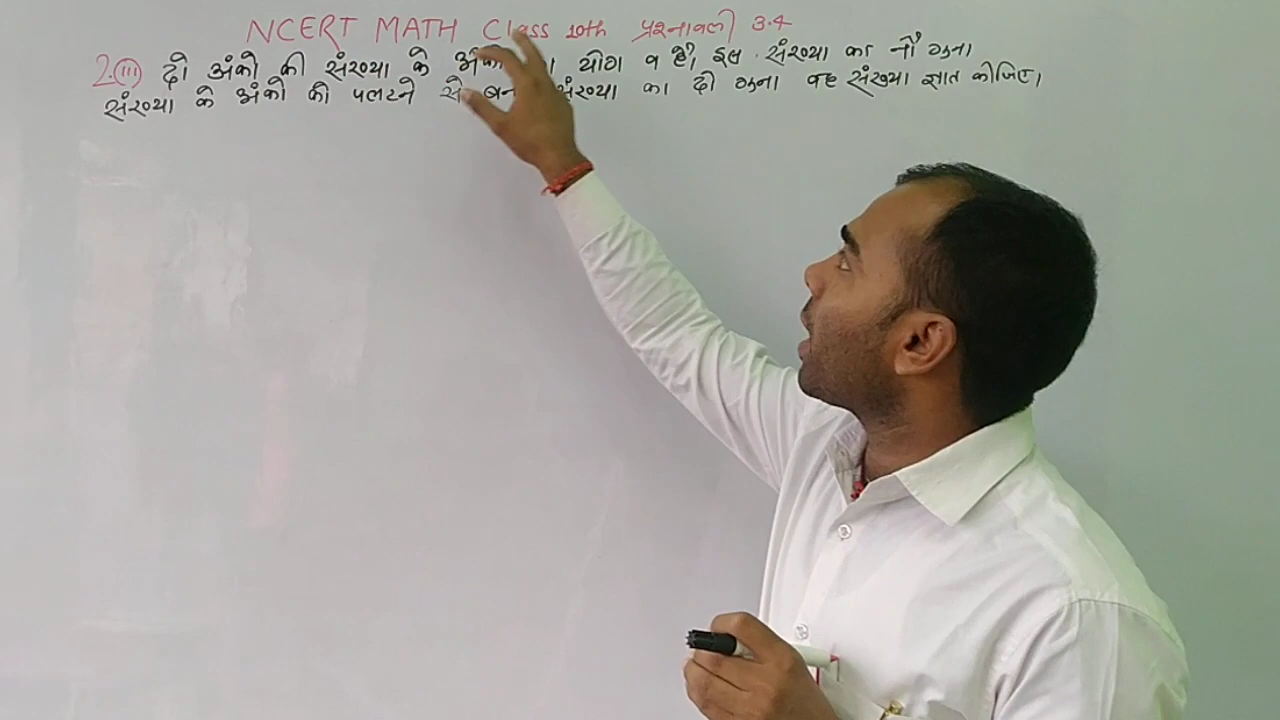 NCERT MATH Class 10th प्रश्नावली 3.4
2.(iii) दो अंको की संख्या के योग 9 है, इस संख्या का नौ गुना
संख्या के अंको को पलटने से संख्या का दो गुना वह संख्या ज्ञात कीजिए।